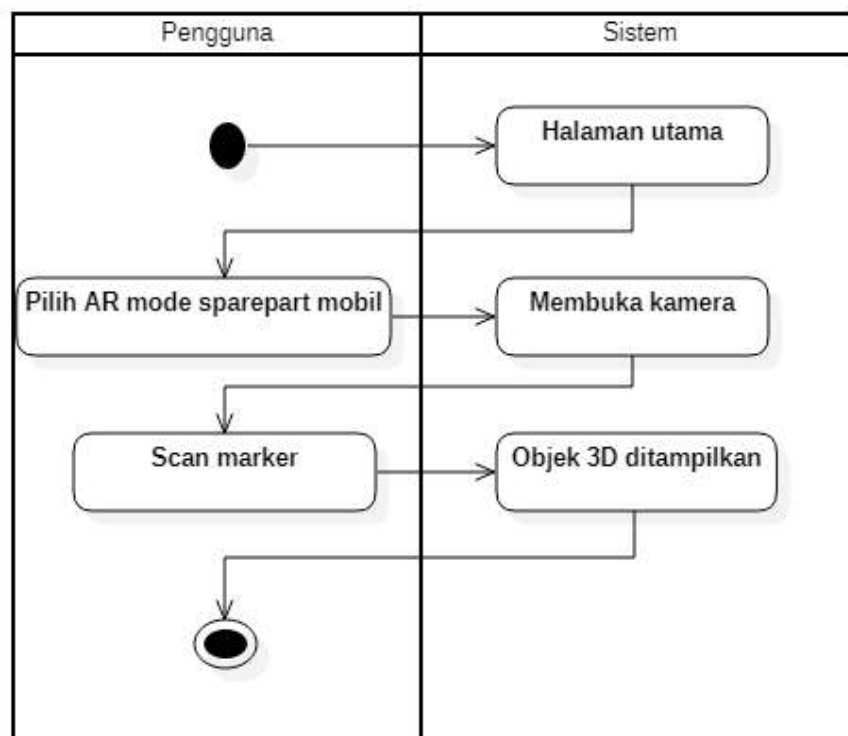 Pengguna
Sistem
Halaman utama
Pilih AR mode sparepart mobil
Membuka kamera
Scan marker
Objek 3D ditampilkan